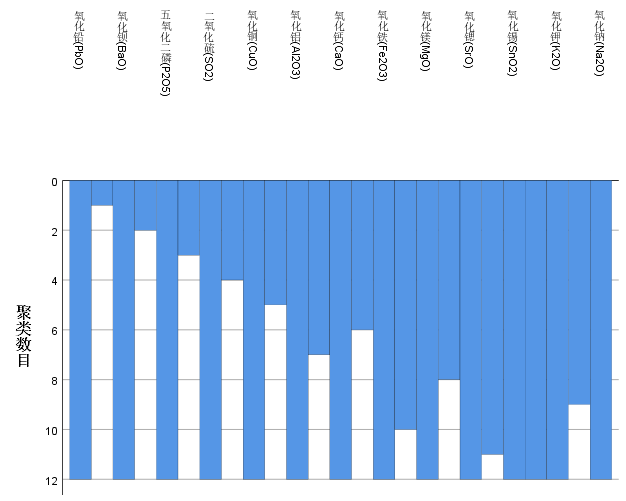 氧化铅(PbO)
氧化钡(BaO)
五氧化二磷(P2O5)
二氧化硫(SO2)
氧化铜(CuO)
氧化铝(Al2O3)
氧化钙(CaO)
氧化铁(Fe2O3)
氧化镁(MgO)
氧化锶(SrO)
氧化锡(SnO2)
氧化钾(K2O)
氧化钠(Na2O)
聚类数目
0
2
4
6
8
10
12